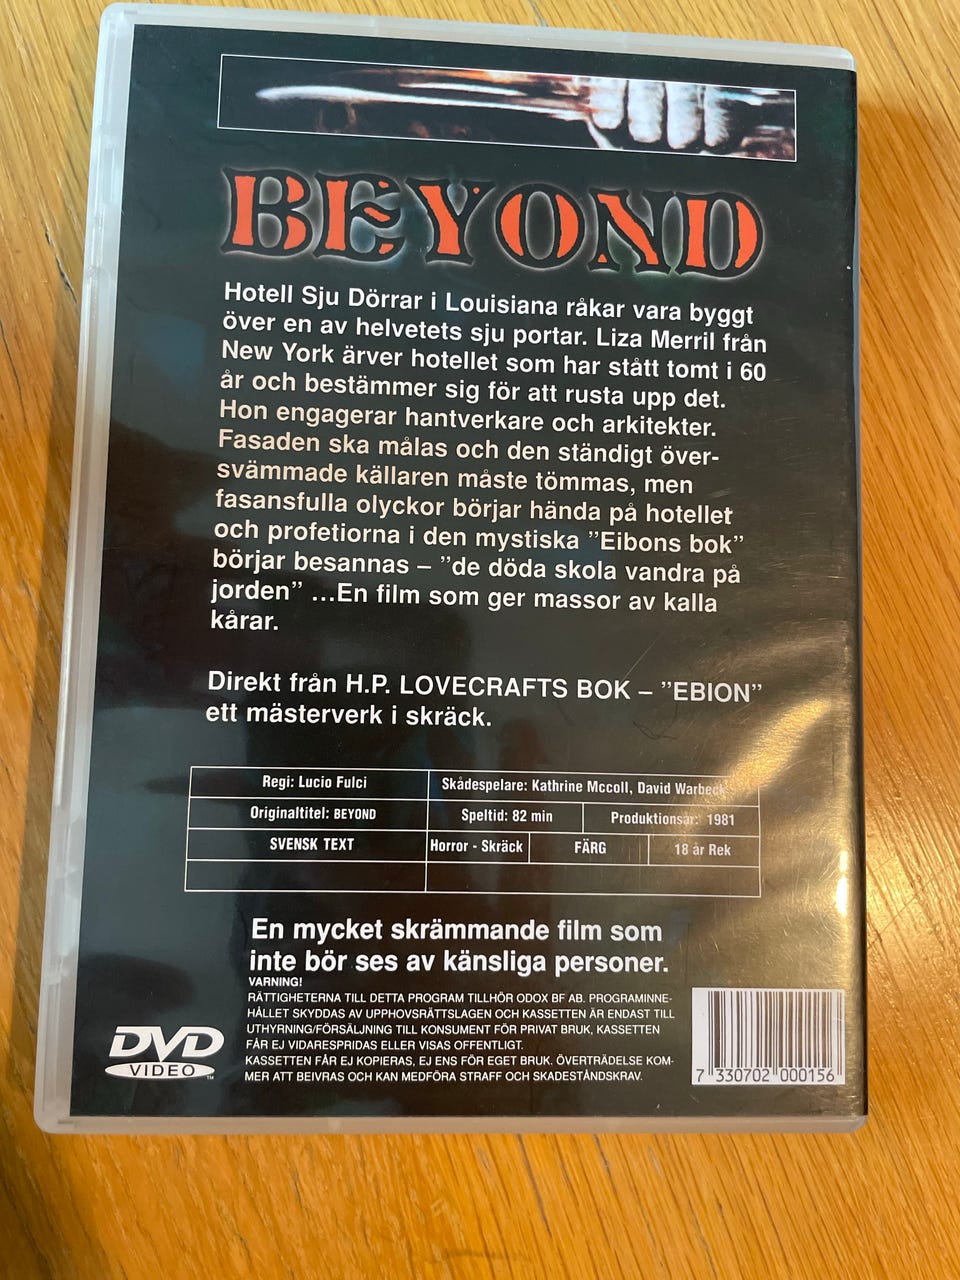 BEYOND
Hotell Sju Dörrar i Louisiana råkar vara byggt
över en av helvetets sju portar. Liza Merril från
New York ärver hotellet som har stått tomt i 60
år och bestämmer sig för att rusta upp det.
Hon engagerar hantverkare och arkitekter.
Fasaden ska målas och den ständigt över-
svämmade källaren måste tömmas, men
fasansfulla olyckor börjar hända på hotellet
och profetiorna i den mystiska ”Eibons bok”
börjar besannas – ”de döda skola vandra på
jorden” ...En film som ger massor av kalla
kårar.
Direkt från H.P. LOVECRAFTS BOK – ”EBION”
ett mästerverk i skräck.
Regi: Lucio Fulci Skådespelare: Kathrine Mccoll, David Warbeck
Originaltitel: BEYOND Speltid: 82 min Produktionsår: 1981
SVENSK TEXT Horror - Skräck FÄRG 18 år Rek
En mycket skrämmande film som
inte bör ses av känsliga personer.
VARNING!
RÄTTIGHETERNA TILL DETTA PROGRAM TILLHÖR ODOX BF AB. PROGRAMINNE-
HÅLLET SKYDDAS AV UPPHOVSRÄTTSLAGEN OCH KASSETTEN ÄR ENDAST TILL
UTHYRNING/FÖRSÄLJNING TILL KONSUMENT FÖR PRIVAT BRUK, KASSETTEN
FÅR EJ VIDARESPRIDAS ELLER VISAS OFFENTLIGT.
KASSETTEN FÅR EJ KOPIERAS, EJ ENS FÖR EGET BRUK. ÖVERTRÄDELSE KOM-
MER ATT BEIVRAS OCH KAN MEDFÖRA STRAFF OCH SKADESTÅNDSKRAV.
DVD
VIDEO TM
7 330702 000156